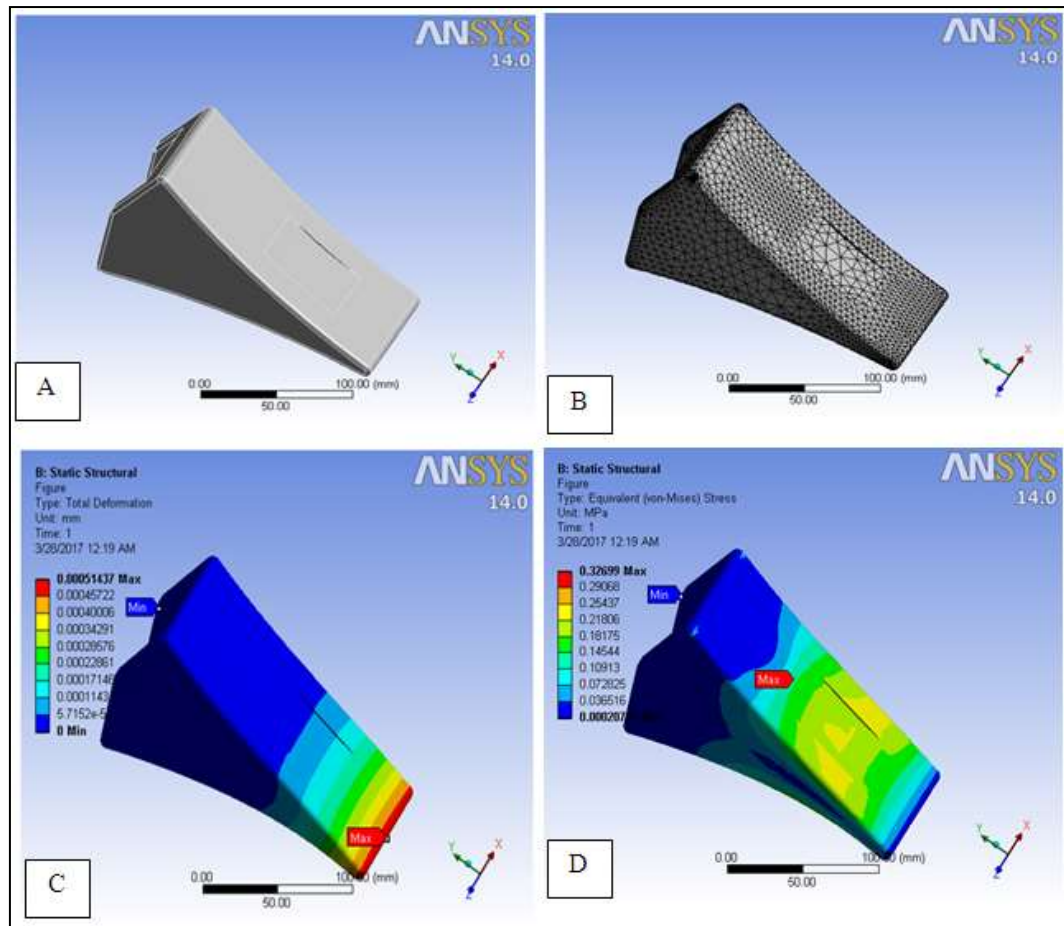 ANSYS
14.0
Y
X
Z
0.00
100.00 (mm)
50.00
A
ANSYS
14.0
Y
X
Z
0.00
100.00 (mm)
50.00
B
B: Static Structural
Figure
Type: Total Deformation
Unit: mm
Time: 1
3/28/2017 12:19 AM
ANSYS
14.0
0.00051437 Max
0.00045722
0.00040006
0.00034291
0.00028576
0.00022861
0.00017146
0.0001143
5.7152e-5
0 Min
Min
Max
Y
X
Z
0.00
(mm)
50.00
C
B: Static Structural
Figure
Type: Equivalent (von-Mises) Stress
Unit: MPa
Time: 1
3/28/2017 12:19 AM
ANSYS
14.0
0.32699 Max
0.29068
0.25437
0.21806
0.18175
0.14544
0.10913
0.072825
0.036516
Min
Max
Y
X
Z
0.00
(mm)
50.00
D